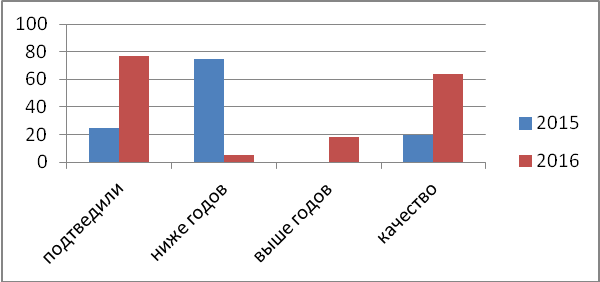 100
80
60
40
20
0
подтведили
ниже годов
выше годов
качество
2015
2016